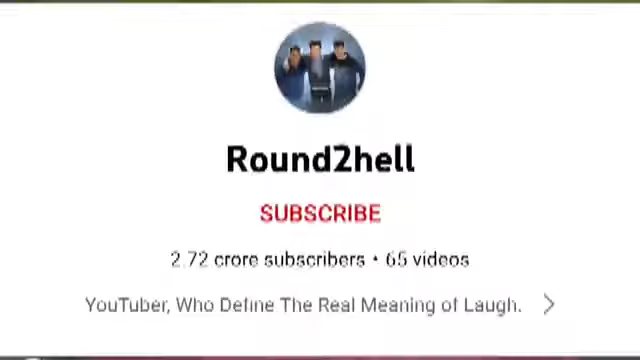 Round2hell
SUBSCRIBE
2.72 crore subscribers • 65 videos
YouTuber, Who Define The Real Meaning of Laugh.